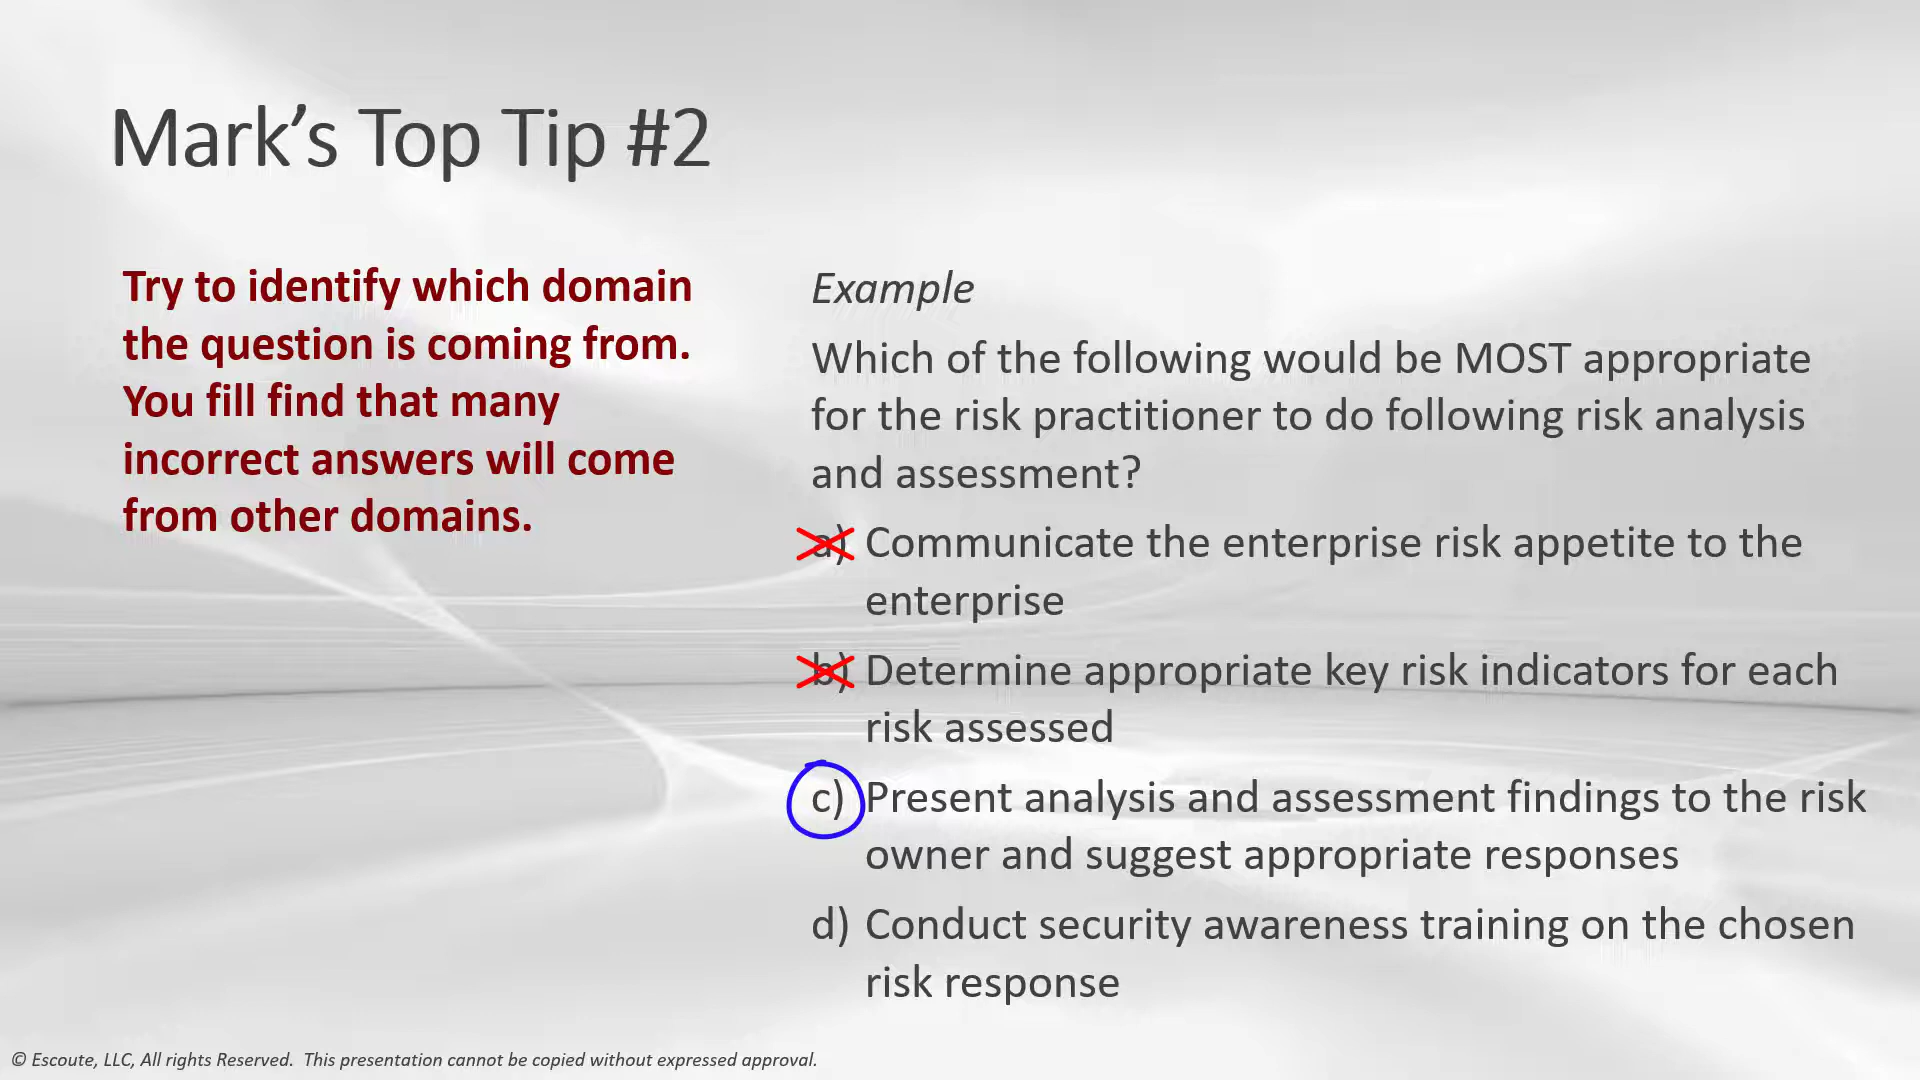 Mark’s Top Tip #2
Try to identify which domain
the question is coming from.
You fill find that many
incorrect answers will come
from other domains.
Example
Which of the following would be MOST appropriate
for the risk practitioner to do following risk analysis
and assessment?
a) Communicate the enterprise risk appetite to the
enterprise
b) Determine appropriate key risk indicators for each
risk assessed
c) Present analysis and assessment findings to the risk
owner and suggest appropriate responses
d) Conduct security awareness training on the chosen
risk response
© Escoute, LLC, All rights Reserved. This presentation cannot be copied without expressed approval.